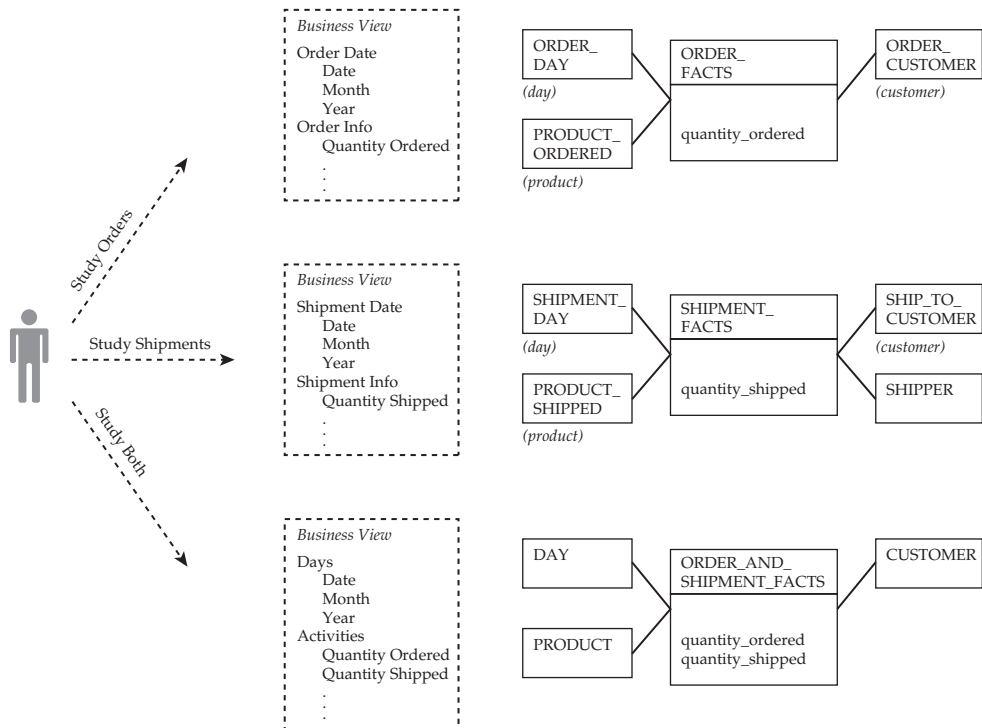 Business View
Order Date
Date
Month
Year
Order Info
Quantity Ordered
.
.
.
ORDER_
DAY
(day)
PRODUCT_
ORDERED
(product)
ORDER_
FACTS
quantity_ordered
ORDER_
CUSTOMER
(customer)
Study Orders
Study Shipments
Study Both
Business View
Shipment Date
Date
Month
Year
Shipment Info
Quantity Shipped
.
.
.
SHIPMENT_
DAY
(day)
PRODUCT_
SHIPPED
(product)
SHIPMENT_
FACTS
quantity_shipped
SHIP_TO_
CUSTOMER
(customer)
SHIPPER
Business View
Days
Date
Month
Year
Activities
Quantity Ordered
Quantity Shipped
.
.
.
DAY
PRODUCT
ORDER_AND_
SHIPMENT_FACTS
quantity_ordered
quantity_shipped
CUSTOMER